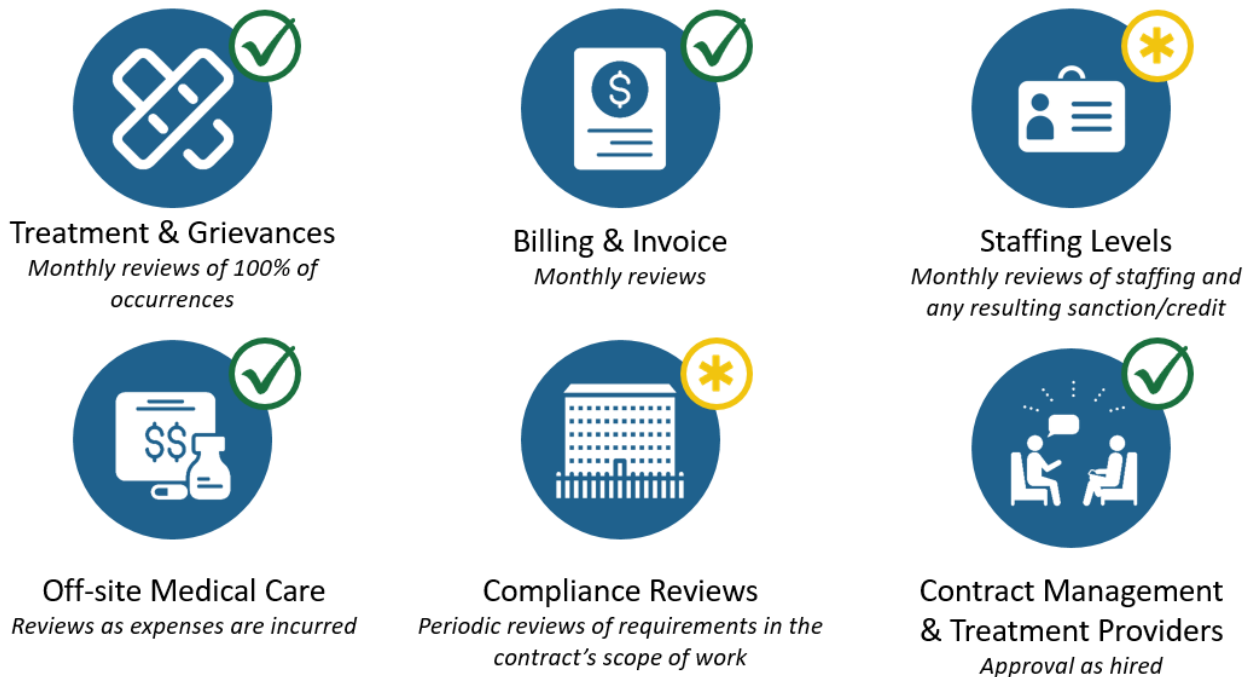 Treatment & Grievances
Monthly reviews of 100% of
occurrences
$
Billing & Invoice
Monthly reviews
Staffing Levels
Monthly reviews of staffing and
any resulting sanction/credit
$$
Off-site Medical Care
Reviews as expenses are incurred
Compliance Reviews
Periodic reviews of requirements in the
contract’s scope of work
Contract Management
& Treatment Providers
Approval as hired